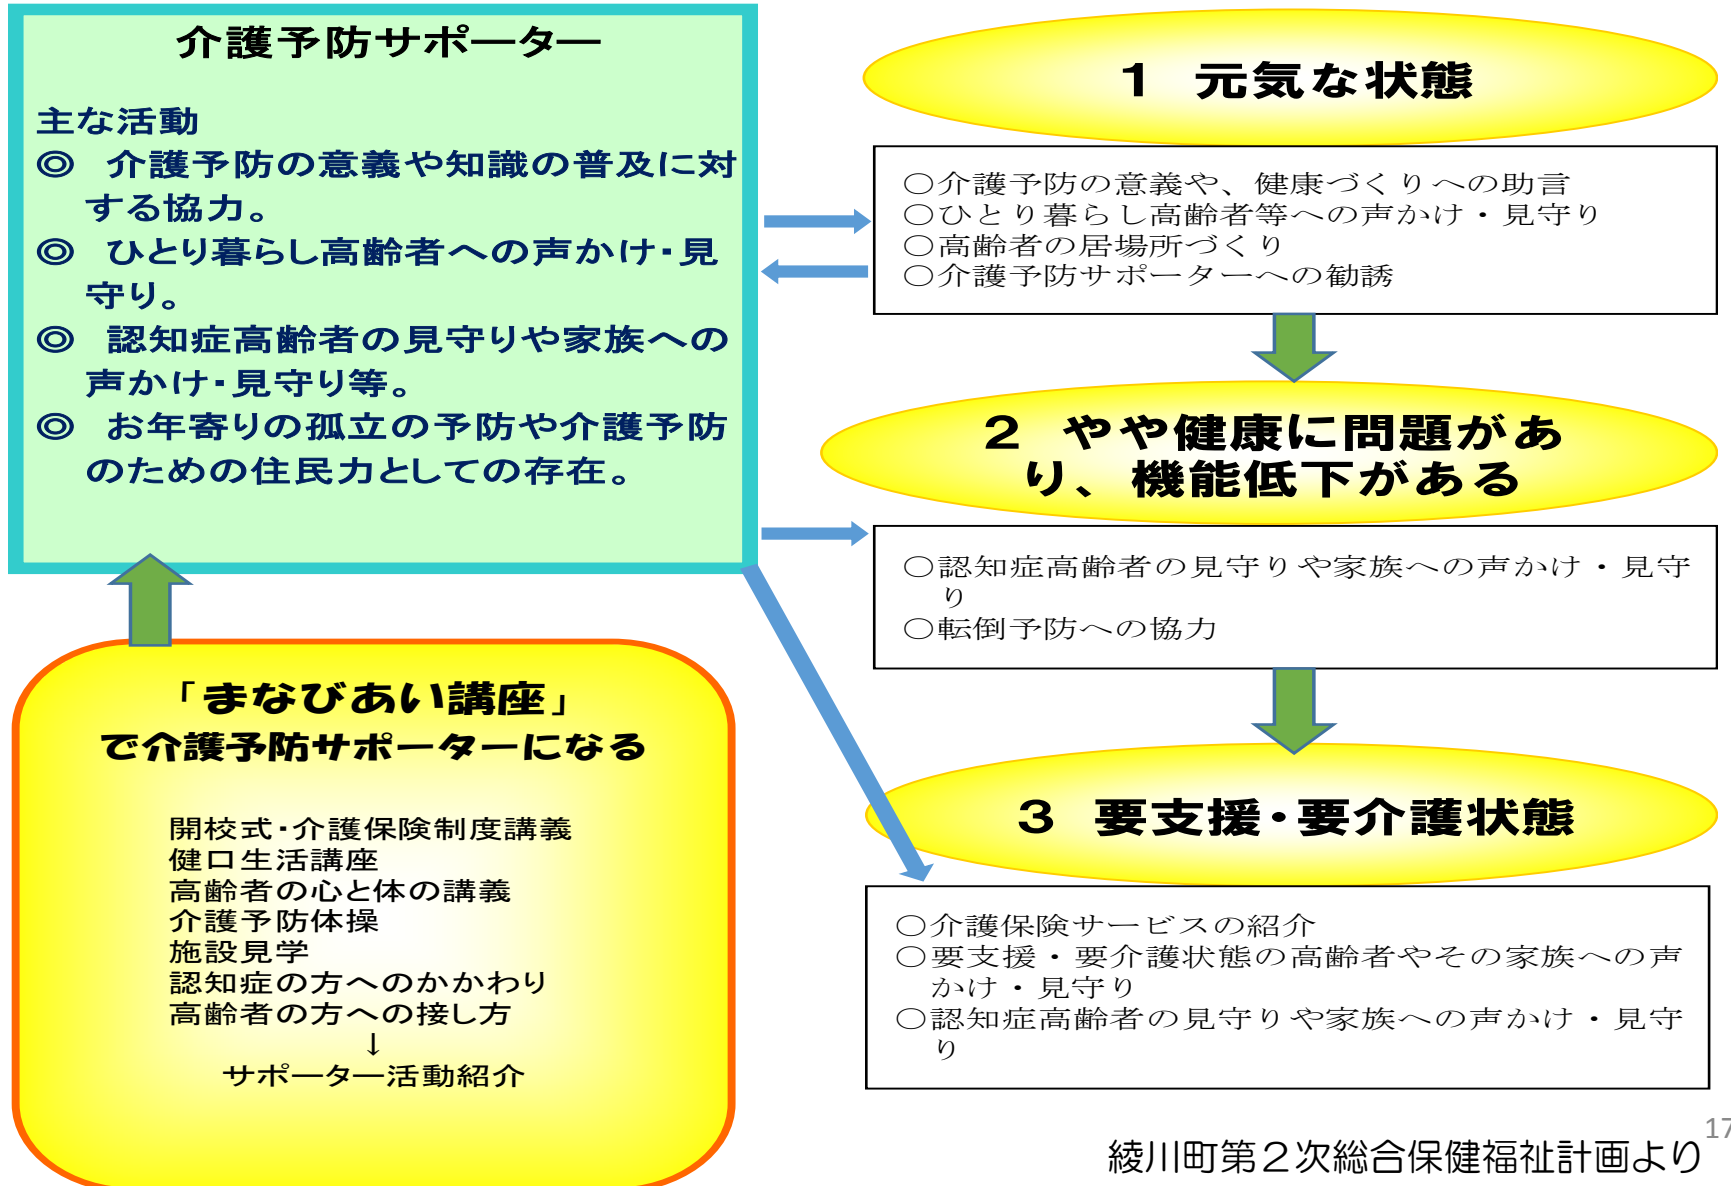 介護予防サポーター
主な活動
◎ 介護予防の意義や知識の普及に対
する協力。
◎ ひとり暮らし高齢者への声かけ・見
守り。
◎ 認知症高齢者の見守りや家族への
声かけ・見守り等。
◎ お年寄りの孤立の予防や介護予防
のための住民力としての存在。
「まなびあい講座」
で介護予防サポーターになる
開校式・介護保険制度講義
健口生活講座
高齢者の心と体の講義
介護予防体操
施設見学
認知症の方へのかかわり
高齢者の方への接し方
↓
サポーター活動紹介
1 元気な状態
○介護予防の意義や、健康づくりへの助言
○ひとり暮らし高齢者等への声かけ・見守り
○高齢者の居場所づくり
○介護予防サポーターへの勧誘
2 やや健康に問題があ
り、機能低下がある
○認知症高齢者の見守りや家族への声かけ・見守
り
○転倒予防への協力
3 要支援・要介護状態
○介護保険サービスの紹介
○要支援・要介護状態の高齢者やその家族への声
かけ・見守り
○認知症高齢者の見守りや家族への声かけ・見守
り
17
綾川町第２次総合保健福祉計画より